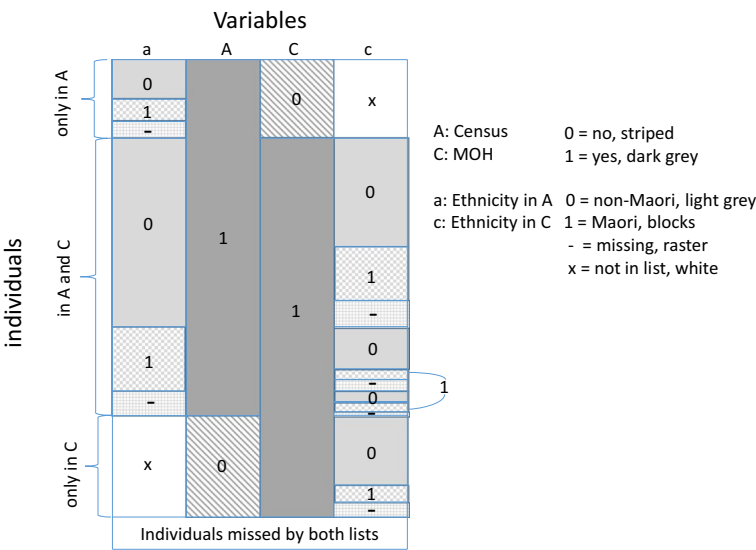 Variables
a A C c
only in A
0
1
-
0
x
A: Census 0 = no, striped
C: MOH 1 = yes, dark grey
a: Ethnicity in A 0 = non-Maori, light grey
c: Ethnicity in C 1 = Maori, blocks
- = missing, raster
x = not in list, white
individuals
in A and C
0
1
-
1
1
0
1
-
0
-
0
-
1
only in C
x
0
0
1
-
Individuals missed by both lists